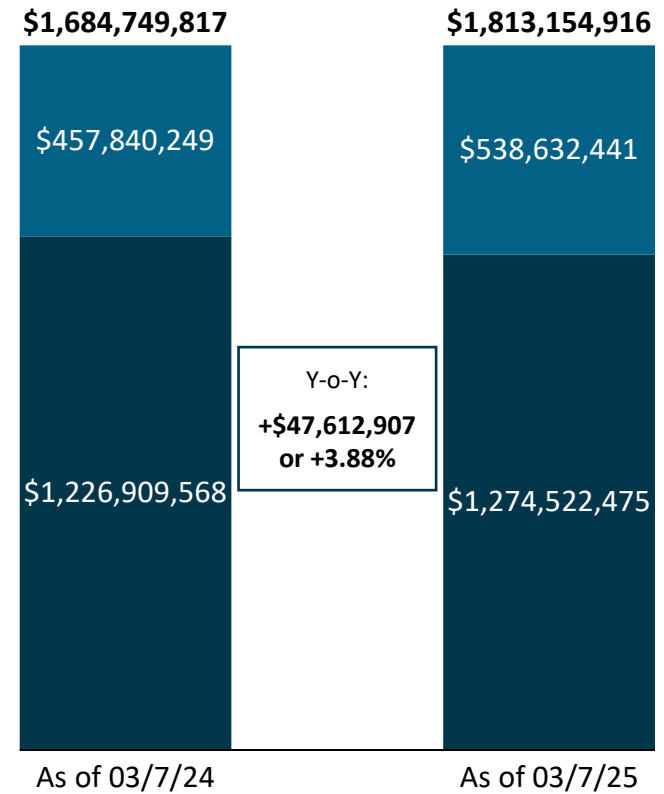 $1,684,749,817
$1,813,154,916
$457,840,249
$538,632,441
Y-o-Y:
+$47,612,907
or +3.88%
$1,226,909,568
$1,274,522,475
As of 03/7/24
As of 03/7/25